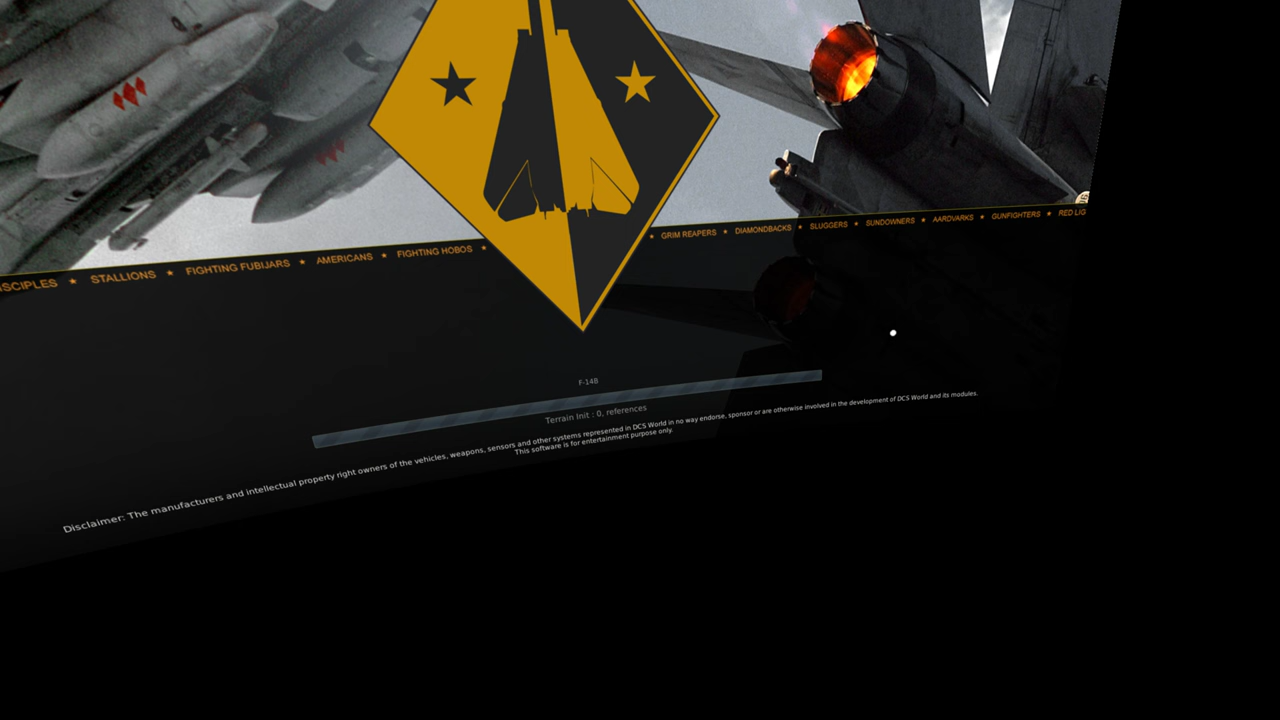 STALLIONS ★ FIGHTING FUBIJARS ★ AMERICANS ★ FIGHTING HOBOS ★ ★ GRIM REAPERS ★ DIAMONDBACKS ★ SLUGGERS ★ SUNDOWNERS ★ AARDVARKS ★ GUNFIGHTERS ★ RED LIG
F-14B
Terrain Init : 0, references
Disclaimer: The manufacturers and intellectual property right owners of the vehicles, weapons, sensors and other systems represented in DCS World in no way endorse, sponsor or are otherwise involved in the development of DCS World and its modules.
This software is for entertainment purpose only.